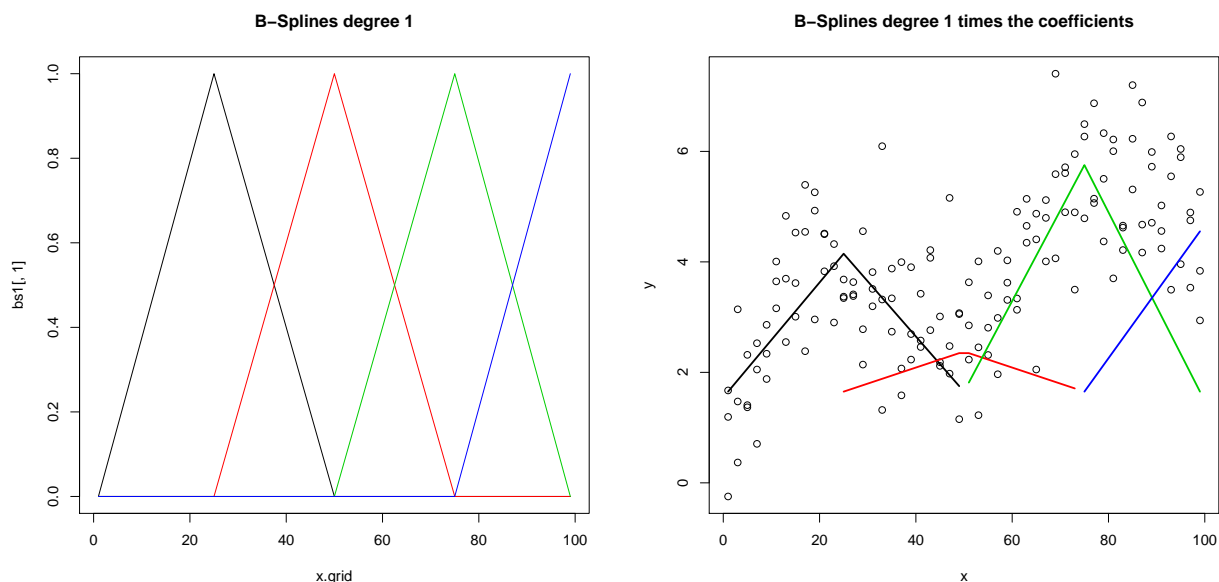 B−Splines degree 1
bs1[, 1]
1.0
0.8
0.6
0.4
0.2
0.0
0 20 40 60 80 100
x.grid
B−Splines degree 1 times the coefficients
y
6
4
2
0
0 20 40 60 80 100
x